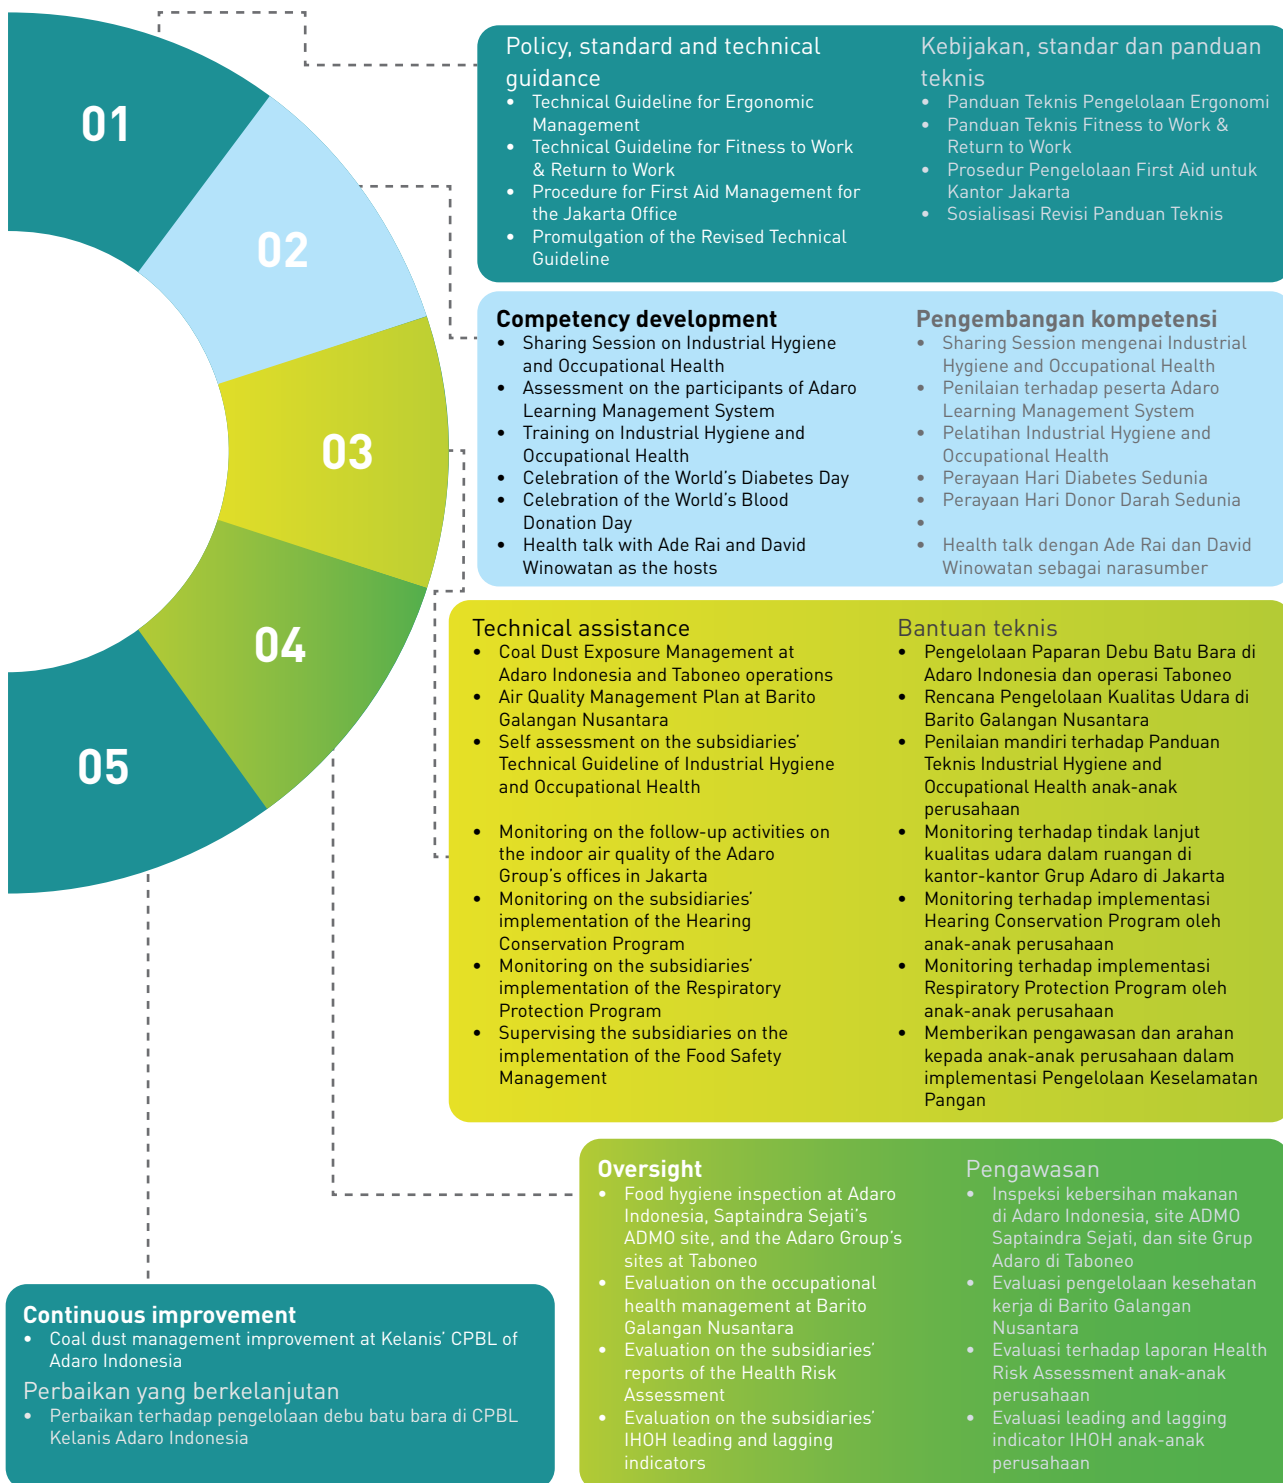 01
02
03
04
05
Policy, standard and technical
guidance
• Technical Guideline for Ergonomic
Management
• Technical Guideline for Fitness to Work
& Return to Work
• Procedure for First Aid Management for
the Jakarta Office
• Promulgation of the Revised Technical
Guideline
Kebijakan, standar dan panduan
teknis
• Panduan Teknis Pengelolaan Ergonomi
• Panduan Teknis Fitness to Work &
Return to Work
• Prosedur Pengelolaan First Aid untuk
Kantor Jakarta
• Sosialisasi Revisi Panduan Teknis
Competency development
• Sharing Session on Industrial Hygiene
and Occupational Health
• Assessment on the participants of Adaro
Learning Management System
• Training on Industrial Hygiene and
Occupational Health
• Celebration of the World's Diabetes Day
• Celebration of the World's Blood
Donation Day
• Health talk with Ade Rai and David
Winowatan as the hosts
Pengembangan kompetensi
• Sharing Session mengenai Industrial
Hygiene and Occupational Health
• Penilaian terhadap peserta Adaro
Learning Management System
• Pelatihan Industrial Hygiene and
Occupational Health
• Perayaan Hari Diabetes Sedunia
• Perayaan Hari Donor Darah Sedunia
•
• Health talk dengan Ade Rai dan David
Winowatan sebagai narasumber
Technical assistance
• Coal Dust Exposure Management at
Adaro Indonesia and Taboneo operations
• Air Quality Management Plan at Barito
Galangan Nusantara
• Self assessment on the subsidiaries'
Technical Guideline of Industrial Hygiene
and Occupational Health
• Monitoring on the follow-up activities on
the indoor air quality of the Adaro
Group's offices in Jakarta
• Monitoring on the subsidiaries'
implementation of the Hearing
Conservation Program
• Monitoring on the subsidiaries'
implementation of the Respiratory
Protection Program
• Supervising the subsidiaries on the
implementation of the Food Safety
Management
Bantuan teknis
• Pengelolaan Paparan Debu Batu Bara di
Adaro Indonesia dan operasi Taboneo
• Rencana Pengelolaan Kualitas Udara di
Barito Galangan Nusantara
• Penilaian mandiri terhadap Panduan
Teknis Industrial Hygiene and
Occupational Health anak-anak
perusahaan
• Monitoring terhadap tindak lanjut
kualitas udara dalam ruangan di
kantor-kantor Grup Adaro di Jakarta
• Monitoring terhadap implementasi
Hearing Conservation Program oleh
anak-anak perusahaan
• Monitoring terhadap implementasi
Respiratory Protection Program oleh
anak-anak perusahaan
• Memberikan pengawasan dan arahan
kepada anak-anak perusahaan dalam
implementasi Pengelolaan Keselamatan
Pangan
Oversight
• Food hygiene inspection at Adaro
Indonesia, Saptaindra Sejati's
ADMO site, and the Adaro Group's
sites at Taboneo
• Evaluation on the occupational
health management at Barito
Galangan Nusantara
• Evaluation on the subsidiaries'
reports of the Health Risk
Assessment
• Evaluation on the subsidiaries'
IHOH leading and lagging
indicators
Pengawasan
• Inspeksi kebersihan makanan
di Adaro Indonesia, site ADMO
Saptaindra Sejati, dan site Grup
Adaro di Taboneo
• Evaluasi pengelolaan kesehatan
kerja di Barito Galangan
Nusantara
• Evaluasi terhadap laporan Health
Risk Assessment anak-anak
perusahaan
• Evaluasi leading and lagging
indicator IHOH anak-anak
perusahaan
Continuous improvement
• Coal dust management improvement at Kelanis' CPBL of
Adaro Indonesia
Perbaikan yang berkelanjutan
• Perbaikan terhadap pengelolaan debu batu bara di CPBL
Kelanis Adaro Indonesia